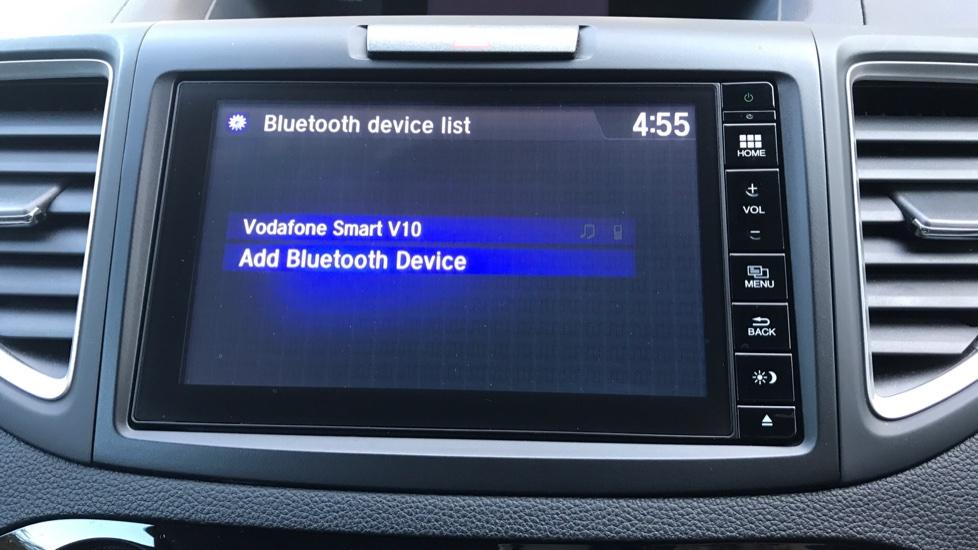 Bluetooth device list
4:55
Vodafone Smart V10
Add Bluetooth Device
HOME
+
VOL
-
MENU
BACK